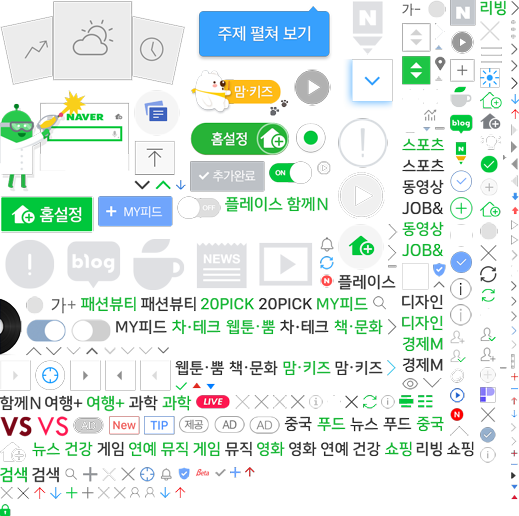 가- N 리빙
주제 펼쳐 보기
N
맘·키즈
NAVER
blog
홈설정
스포츠
추가완료 ON
스포츠
동영상
홈설정 + MY피드 OFF 플레이스 함께N
JOB&
동영상
JOB&
blog NEWS
N 플레이스
가+ 패션뷰티 패션뷰티 20PICK 20PICK MY피드
디자인
MY피드 차·테크 웹툰·뿜 차·테크 책·문화
디자인
경제M
웹툰·뿜 책·문화 맘·키즈 맘·키즈
경제M
함께N 여행+ 여행+ 과학 과학 LIVE
VS VS AD New TIP 제공 AD AD 중국 푸드 뉴스 푸드 중국
N
뉴스 건강 게임 연예 뮤직 게임 뮤직 영화 영화 연예 건강 쇼핑 리빙 쇼핑
검색 검색 Beta